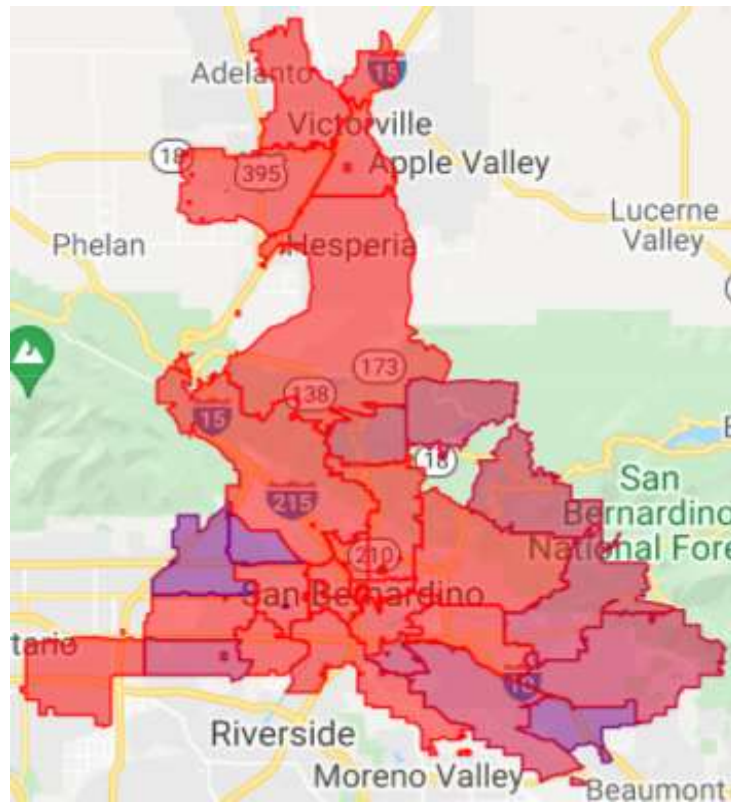 Adelanto
15
Victorville
18
395
Apple Valley
Lucerne
Valley
Phelan
Hesperia
173
138
15
18
215
San
Bernardino
National Fore
210
San Bernardino
tario
Riverside
Moreno Valley
Beaumont